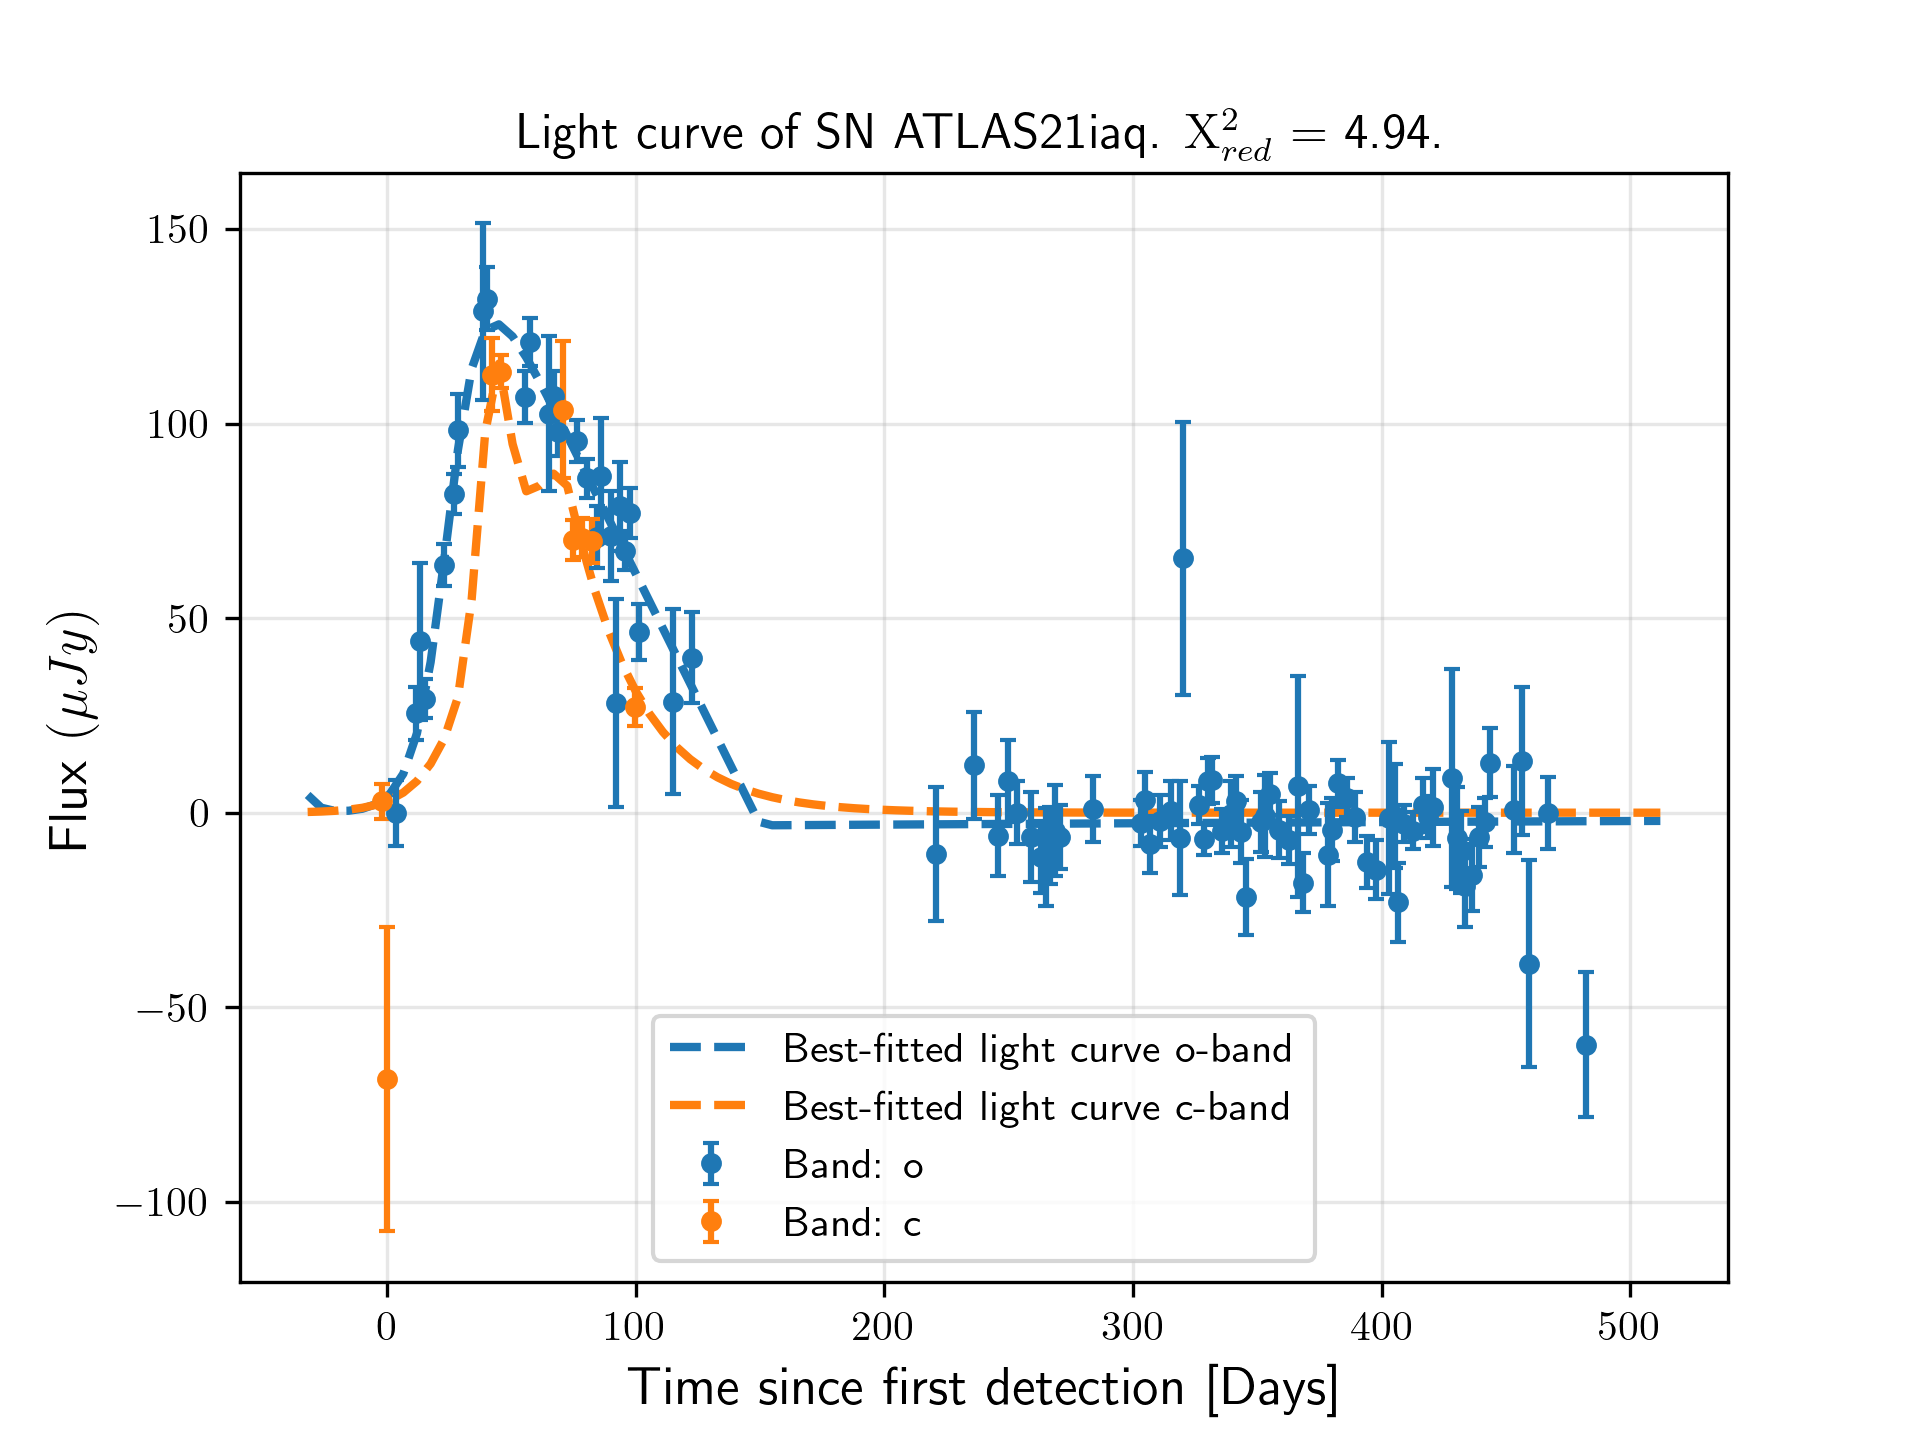 Light curve of SN ATLAS21iaq. X²_red = 4.94.
Flux (μJy)
150
100
50
0
−50
−100
Best-fitted light curve o-band
Best-fitted light curve c-band
Band: o
Band: c
0 100 200 300 400 500
Time since first detection [Days]